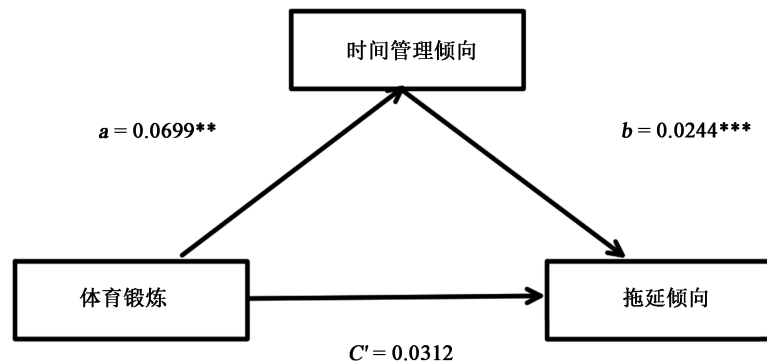 时间管理倾向
a = 0.0699**
b = 0.0244***
体育锻炼
拖延倾向
C' = 0.0312